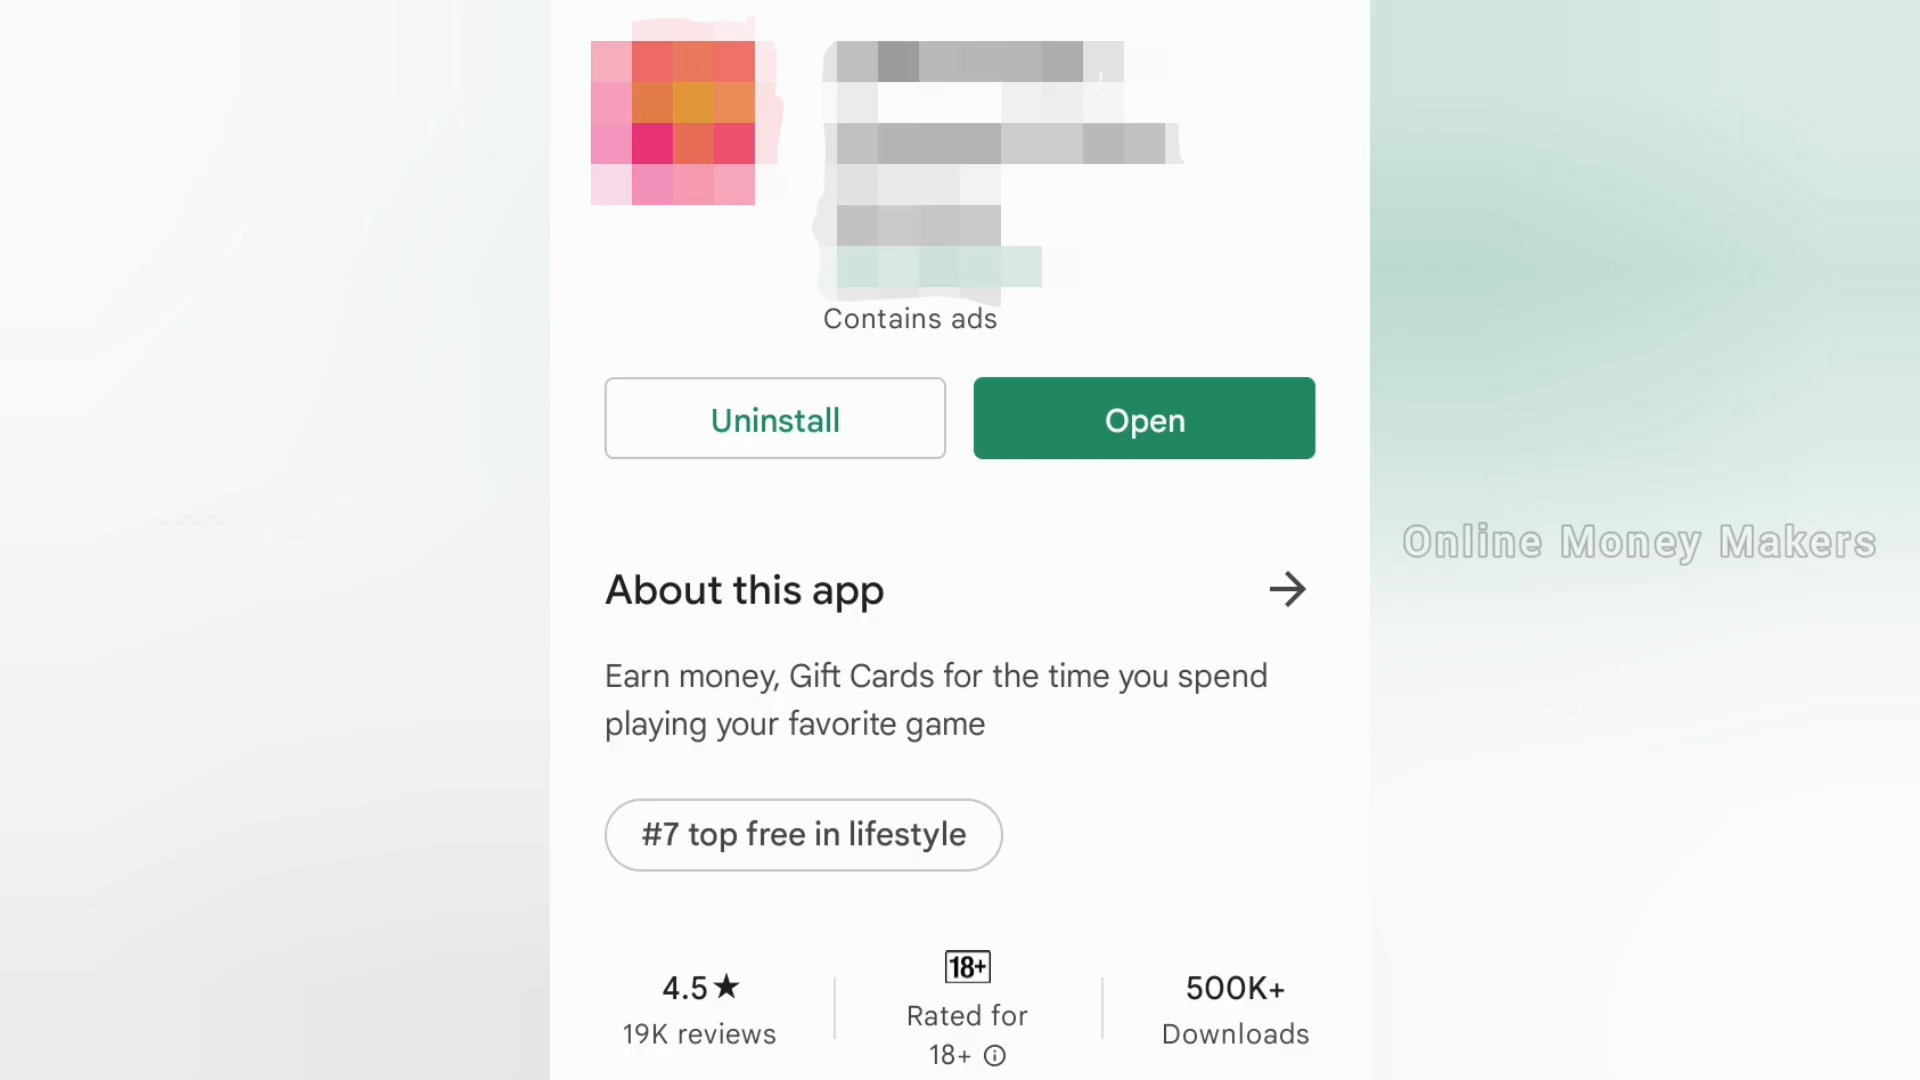 Contains ads
Uninstall
Open
Online Money Makers
About this app
Earn money, Gift Cards for the time you spend
playing your favorite game
#7 top free in lifestyle
4.5★
19K reviews
18+
Rated for
18+
500K+
Downloads